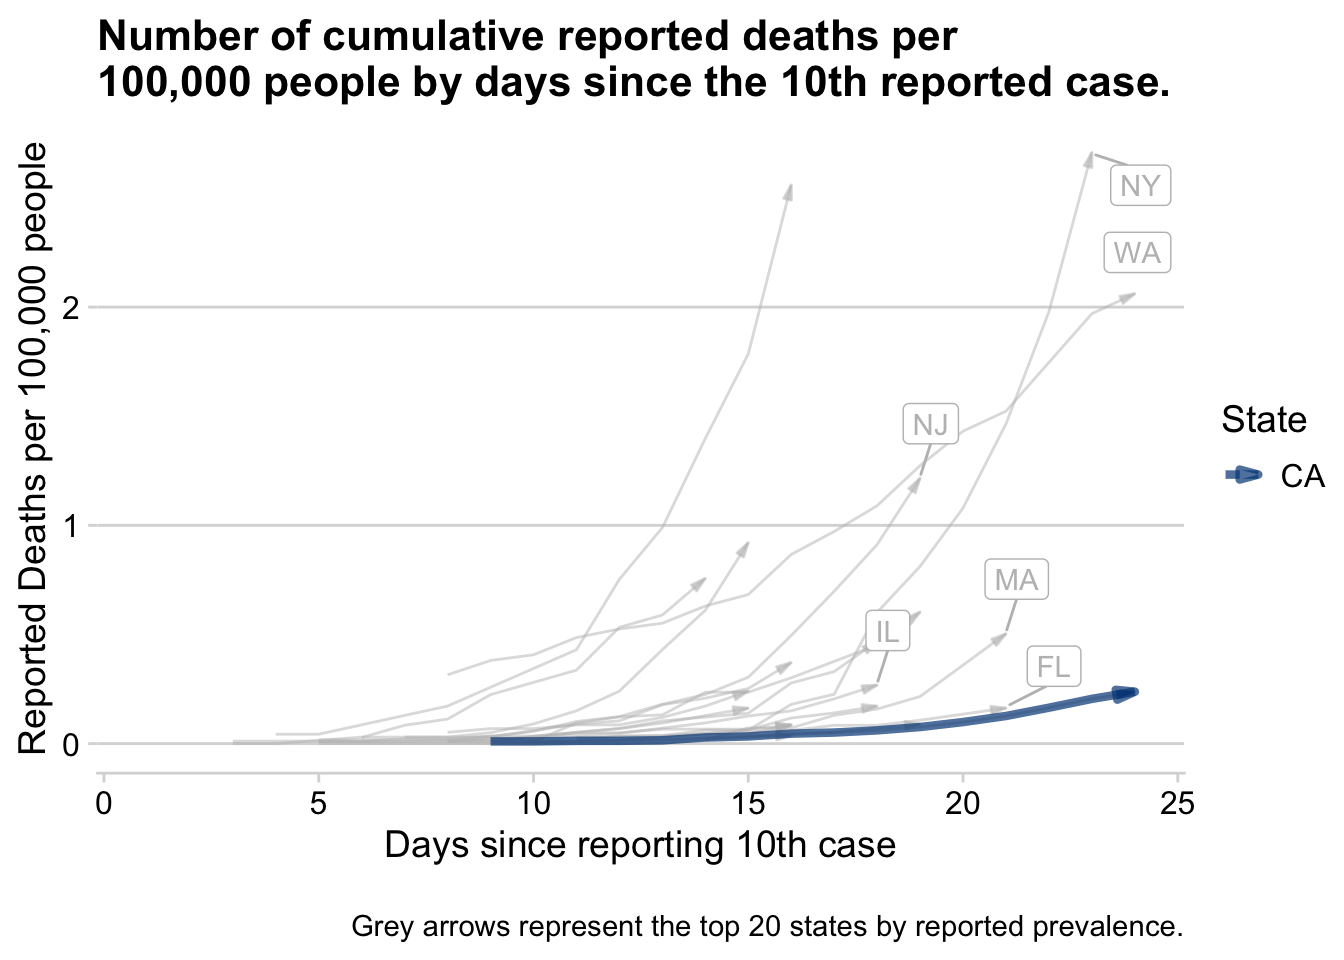 Number of cumulative reported deaths per
100,000 people by days since the 10th reported case.
Reported Deaths per 100,000 people
2
1
0
NY
WA
NJ
MA
IL
FL
State
CA
0 5 10 15 20 25
Days since reporting 10th case
Grey arrows represent the top 20 states by reported prevalence.